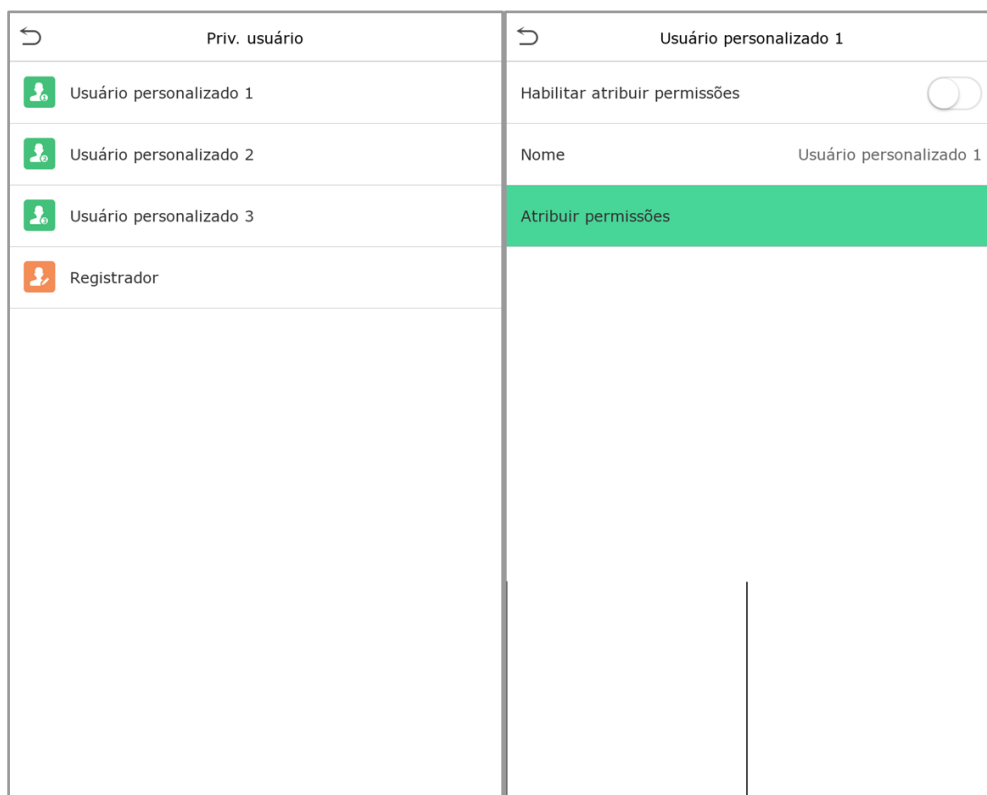 Priv. usuário
Usuário personalizado 1
Usuário personalizado 2
Usuário personalizado 3
Registrador
Usuário personalizado 1
Habilitar atribuir permissões
Nome Usuário personalizado 1
Atribuir permissões